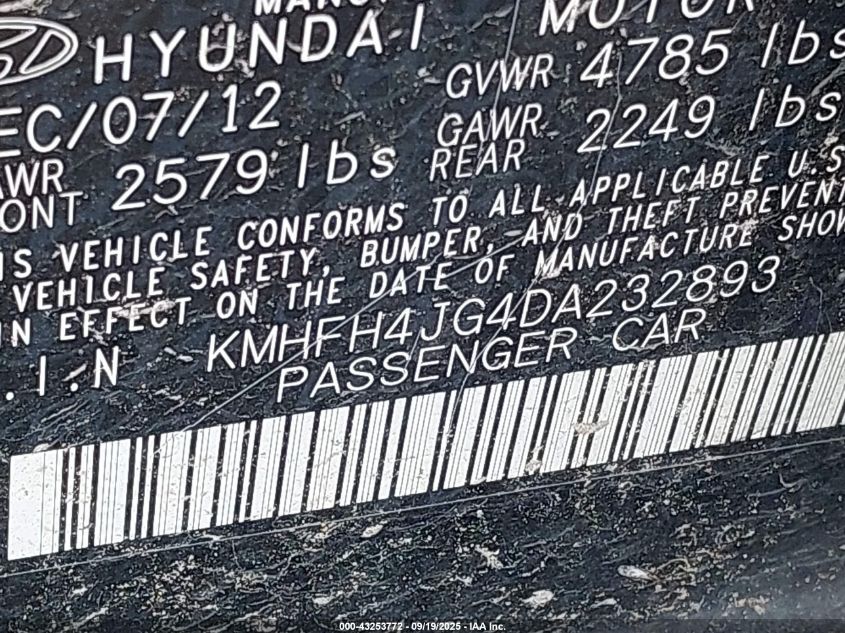 HYUNDAI MOTOR
GVWR 4785 lbs
EC/07/12
GAWR
REAR 2249 lbs
AWR
ONT 2579 lbs
IS VEHICLE CONFORMS TO ALL APPLICABLE U.S
VEHICLE SAFETY, BUMPER, AND THEFT PREVENT
IN EFFECT ON THE DATE OF MANUFACTURE SHOW
.I.N KMHFH4JG4DA232893
PASSENGER CAR
000-43253772 - 09/19/2025 - IAA Inc.